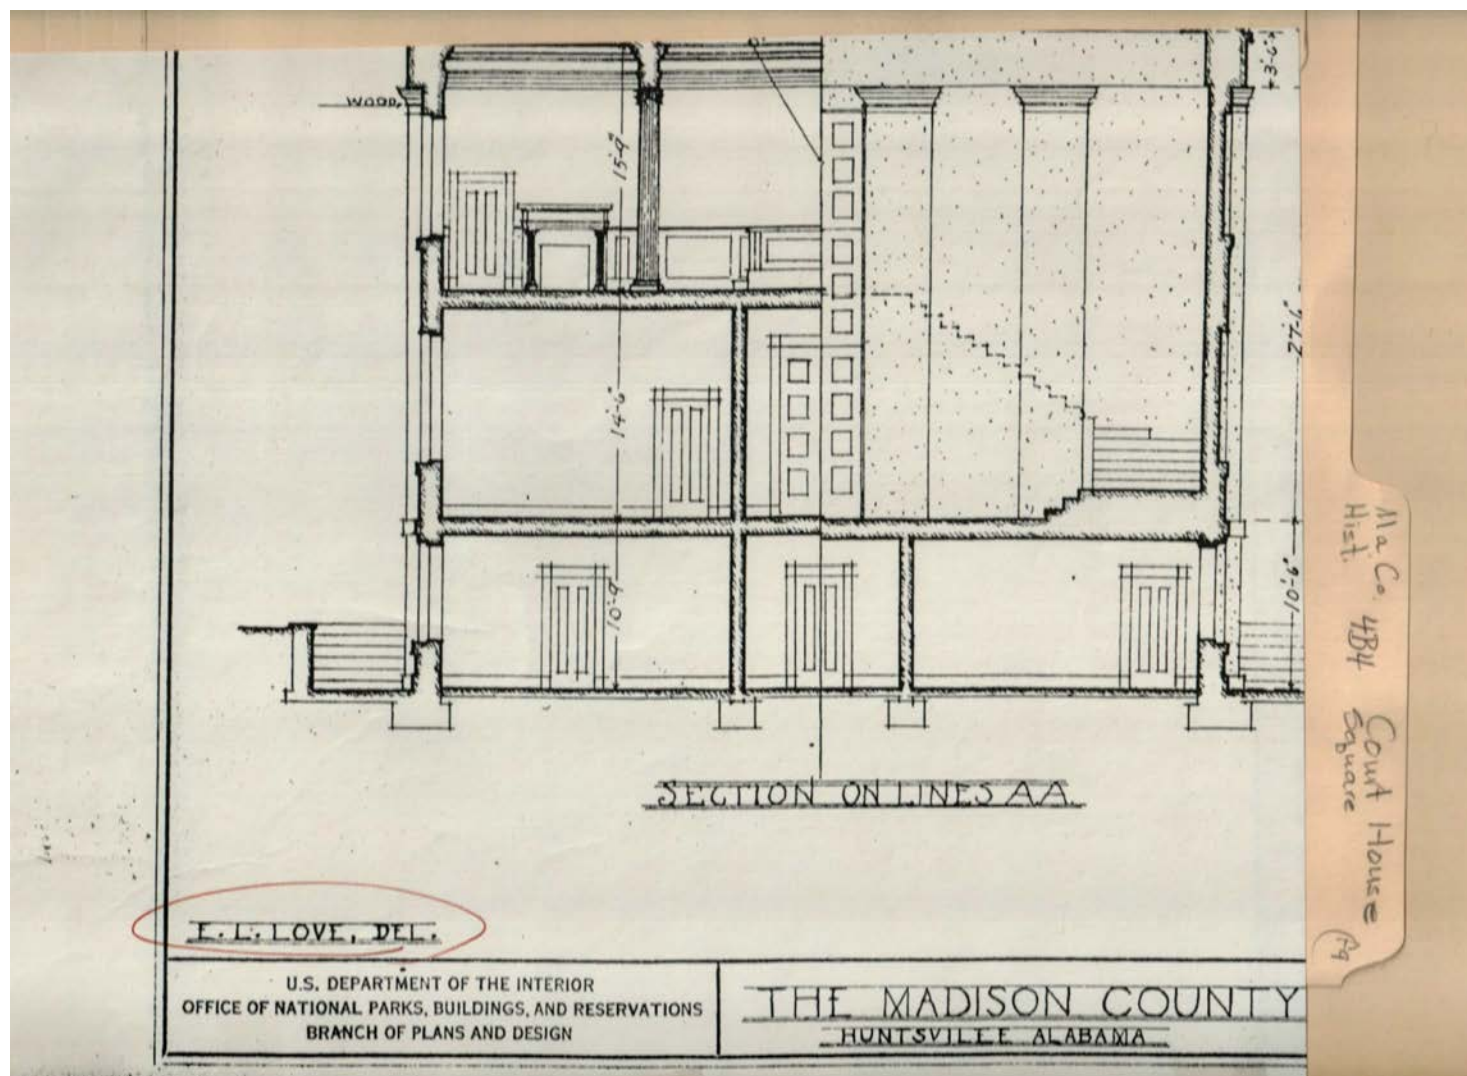 WOOD.
15'-9"
3'-0"
14'-6"
27'-6"
10'-9"
10'-6"
SECTION ON LINES AA.
E. L. LOVE, DEL.
U.S. DEPARTMENT OF THE INTERIOR
OFFICE OF NATIONAL PARKS, BUILDINGS, AND RESERVATIONS
BRANCH OF PLANS AND DESIGN
THE MADISON COUNTY
HUNTSVILLE ALABAMA
Ma Co. 4B4 Court House
Hist. Square